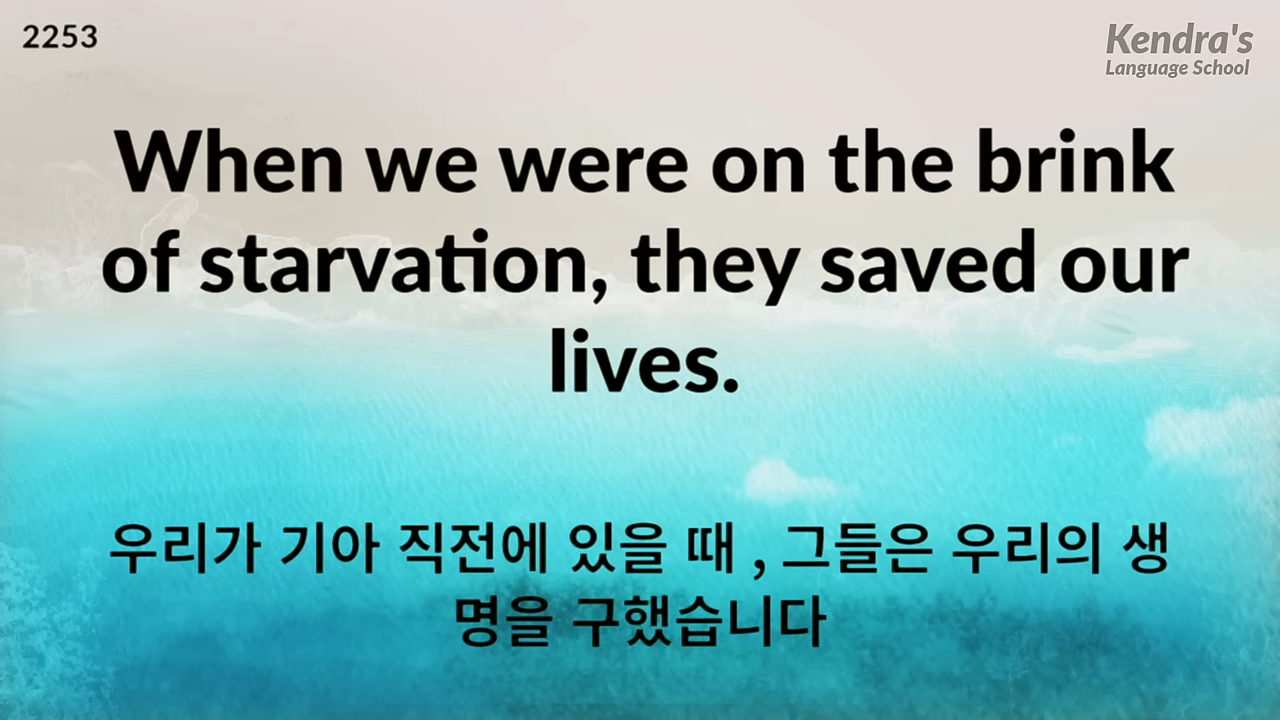 2253
Kendra's
Language School
When we were on the brink
of starvation, they saved our
lives.
우리가 기아 직전에 있을 때 , 그들은 우리의 생
명을 구했습니다